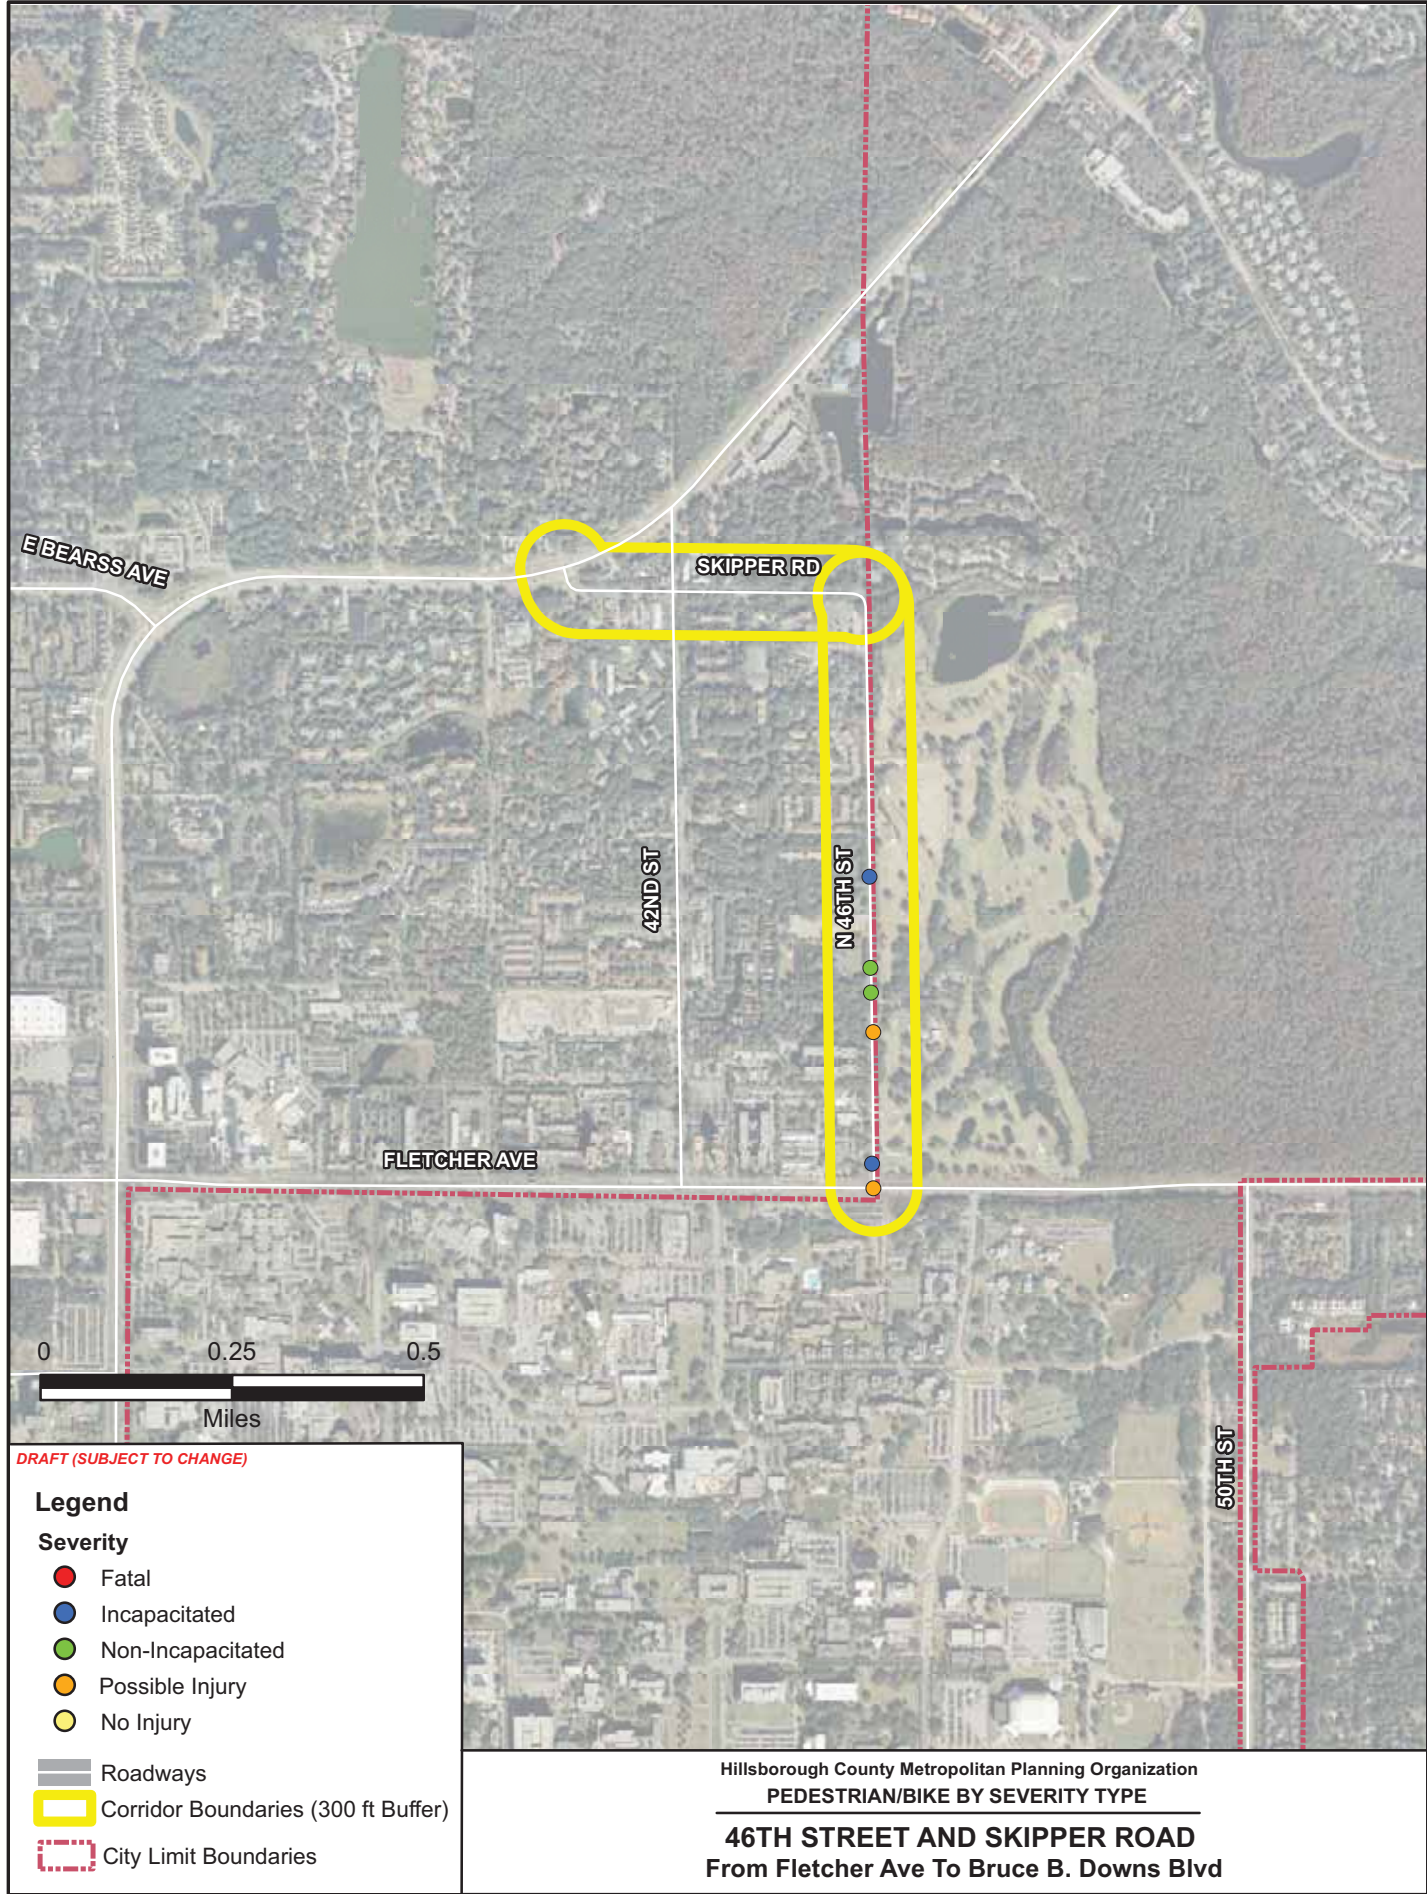 E BEARSS AVE
SKIPPER RD
42ND ST
N 46TH ST
FLETCHER AVE
50TH ST
0 0.25 0.5
Miles
DRAFT (SUBJECT TO CHANGE)
Legend
Severity
Fatal
Incapacitated
Non-Incapacitated
Possible Injury
No Injury
Roadways
Corridor Boundaries (300 ft Buffer)
City Limit Boundaries
Hillsborough County Metropolitan Planning Organization
PEDESTRIAN/BIKE BY SEVERITY TYPE
46TH STREET AND SKIPPER ROAD
From Fletcher Ave To Bruce B. Downs Blvd